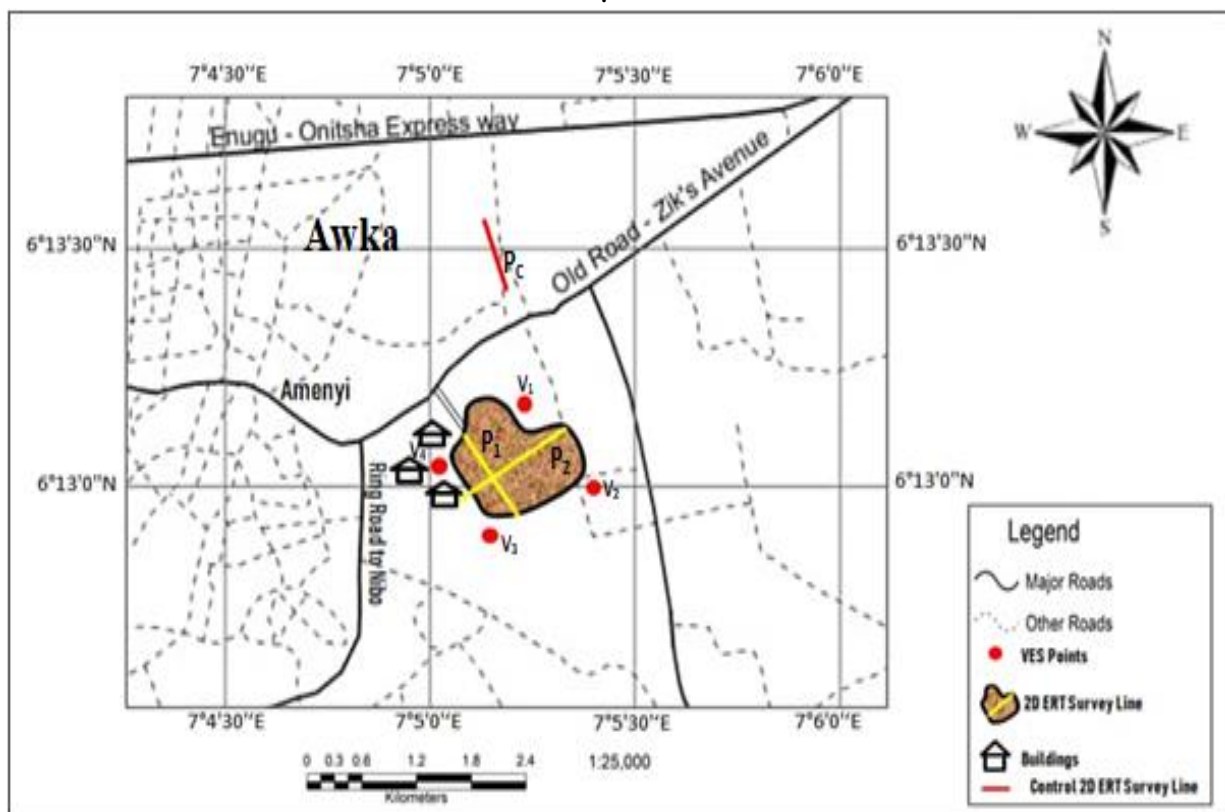 N
W E
S
7°4'30"E 7°5'0"E 7°5'30"E 7°6'0"E
Enugu - Onitsha Express way
Old Road - Zik's Avenue
6°13'30"N Awka 6°13'30"N
Pc
Amenyi
V1
P1
P2
V4
6°13'0"N 6°13'0"N
V2
V3
Ring Road to Nibo
7°4'30"E 7°5'0"E 7°5'30"E 7°6'0"E
0 0.3 0.6 1.2 1.8 2.4 1:25,000
Kilometers
Legend
Major Roads
Other Roads
VES Points
2D ERT Survey Line
Buildings
Control 2D ERT Survey Line